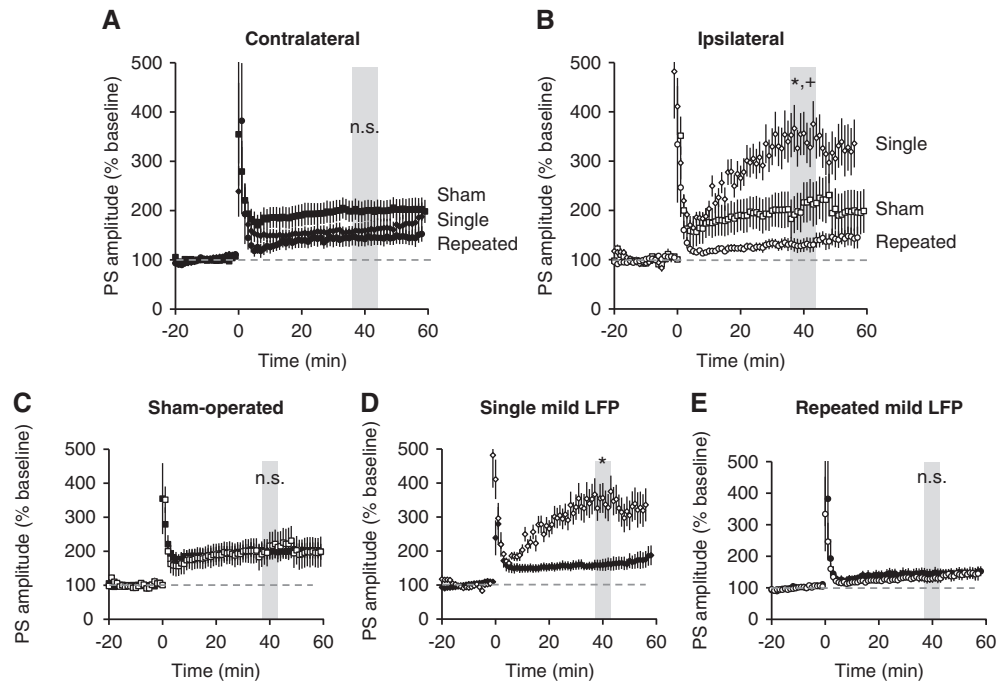 A
Contralateral
PS amplitude (% baseline)
500
400
300
200
100
0
n.s.
Sham
Single
Repeated
-20 0 20 40 60
Time (min)
B
Ipsilateral
PS amplitude (% baseline)
500
400
300
200
100
0
*,+
Single
Sham
Repeated
-20 0 20 40 60
Time (min)
C
Sham-operated
PS amplitude (% baseline)
500
400
300
200
100
0
n.s.
-20 0 20 40 60
Time (min)
D
Single mild LFP
PS amplitude (% baseline)
500
400
300
200
100
0
*
-20 0 20 40 60
Time (min)
E
Repeated mild LFP
PS amplitude (% baseline)
500
400
300
200
100
0
n.s.
-20 0 20 40 60
Time (min)